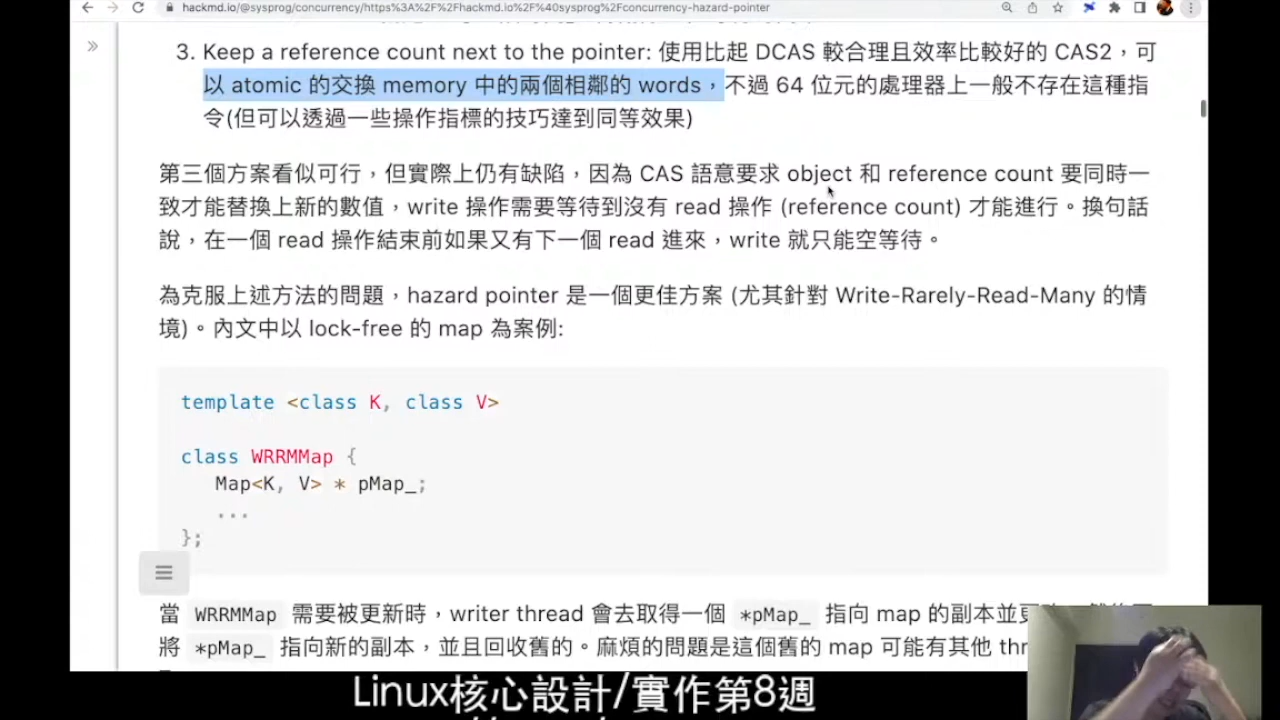 hackmd.io/@sysprog/concurrency/https%3A%2F%2Fhackmd.io%2F%40sysprog%2Fconcurrency-hazard-pointer
3. Keep a reference count next to the pointer: 使用比起 DCAS 較合理且效率比較好的 CAS2，可
以 atomic 的交換 memory 中的兩個相鄰的 words，不過 64 位元的處理器上一般不存在這種指
令(但可以透過一些操作指標的技巧達到同等效果)
第三個方案看似可行，但實際上仍有缺陷，因為 CAS 語意要求 object 和 reference count 要同時一
致才能替換上新的數值，write 操作需要等待到沒有 read 操作 (reference count) 才能進行。換句話
說，在一個 read 操作結束前如果又有下一個 read 進來，write 就只能空等待。
為克服上述方法的問題，hazard pointer 是一個更佳方案 (尤其針對 Write-Rarely-Read-Many 的情
境)。內文中以 lock-free 的 map 為案例:
template <class K, class V>
class WRRMMap {
Map<K, V> * pMap_;
...
};
當 WRRMMap 需要被更新時，writer thread 會去取得一個 *pMap_ 指向 map 的副本並更
將 *pMap_ 指向新的副本，並且回收舊的。麻煩的問題是這個舊的 map 可能有其他
Linux核心設計/實作第8週